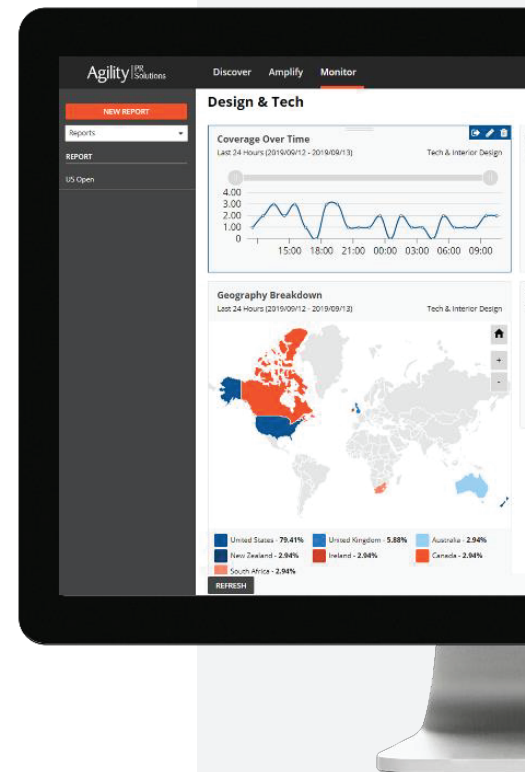 Agility PR Solutions
Discover Amplify Monitor
NEW REPORT
Reports
REPORT
US Open
Design & Tech
Coverage Over Time
Last 24 Hours (2019/09/12 - 2019/09/13) Tech & Interior Design
4.00
3.00
2.00
1.00
0
15:00 18:00 21:00 00:00 03:00 06:00 09:00
Geography Breakdown
Last 24 Hours (2019/09/12 - 2019/09/13) Tech & Interior Design
+
-
United States - 79.41% United Kingdom - 5.88% Australia - 2.94%
New Zealand - 2.94% Ireland - 2.94% Canada - 2.94%
South Africa - 2.94%
REFRESH